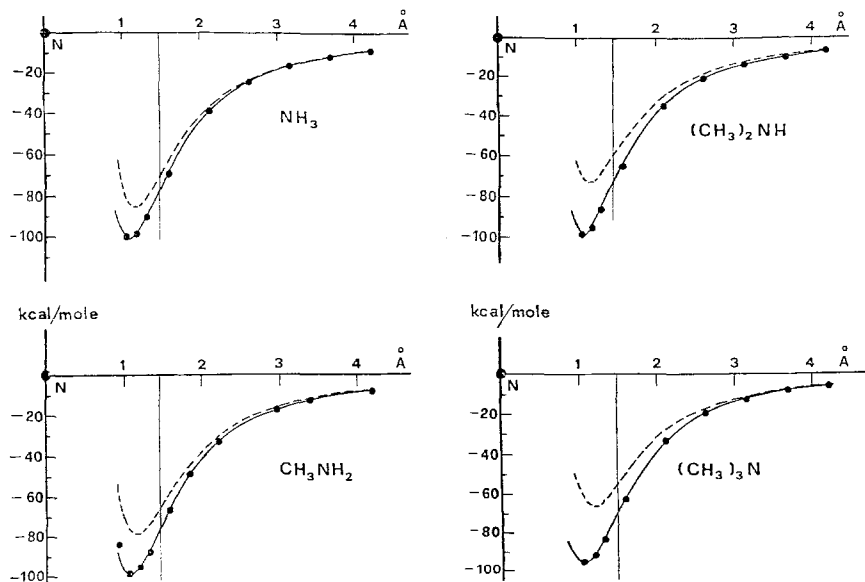 1 2 3 4 Å
N
-20
-40
-60
-80
-100
NH₃
1 2 3 4 Å
N
-20
-40
-60
-80
-100
(CH₃)₂NH
kcal/mole
1 2 3 4 Å
N
-20
-40
-60
-80
-100
CH₃NH₂
kcal/mole
1 2 3 4 Å
N
-20
-40
-60
-80
-100
(CH₃)₃N